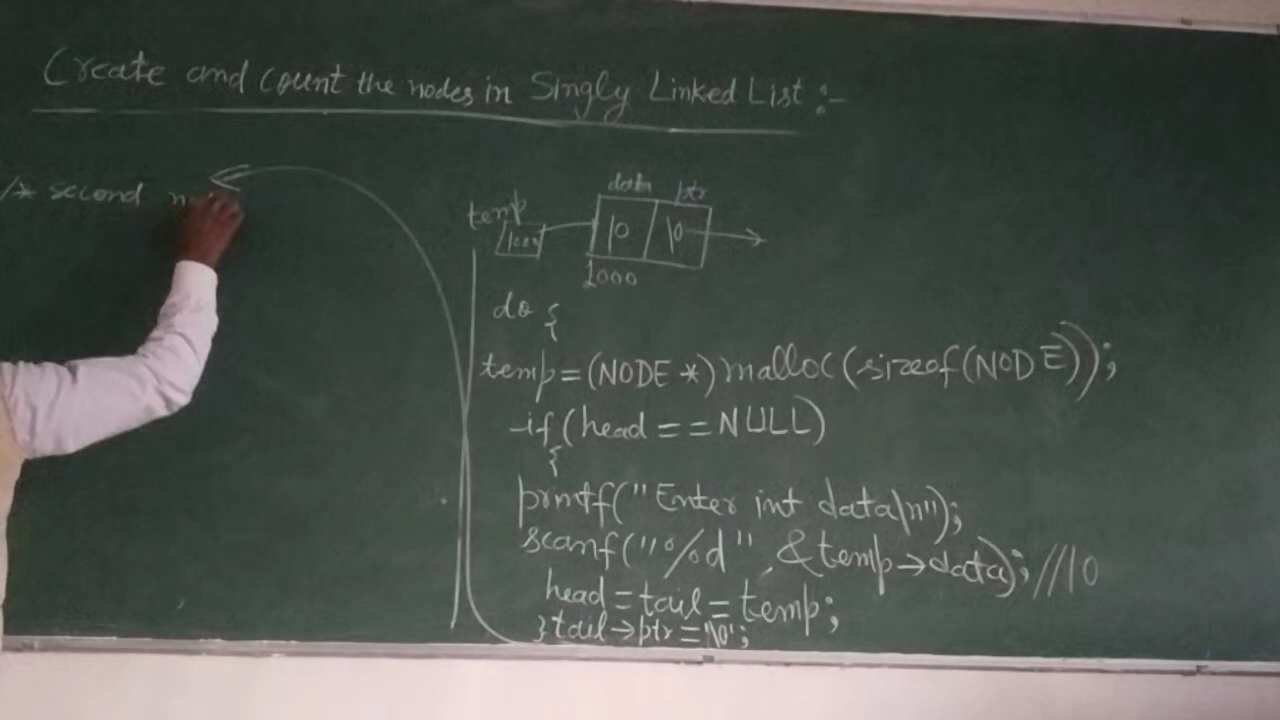 Create and count the nodes in Singly Linked List :-
/* second
data ptr
temp
1000 10 \0
1000
do {
temp=(NODE *)malloc(sizeof(NODE));
if(head==NULL)
{
printf("Enter int data\n");
scanf("%d", &temp→data); //10
head=tail=temp;
} tail→ptr='\0';